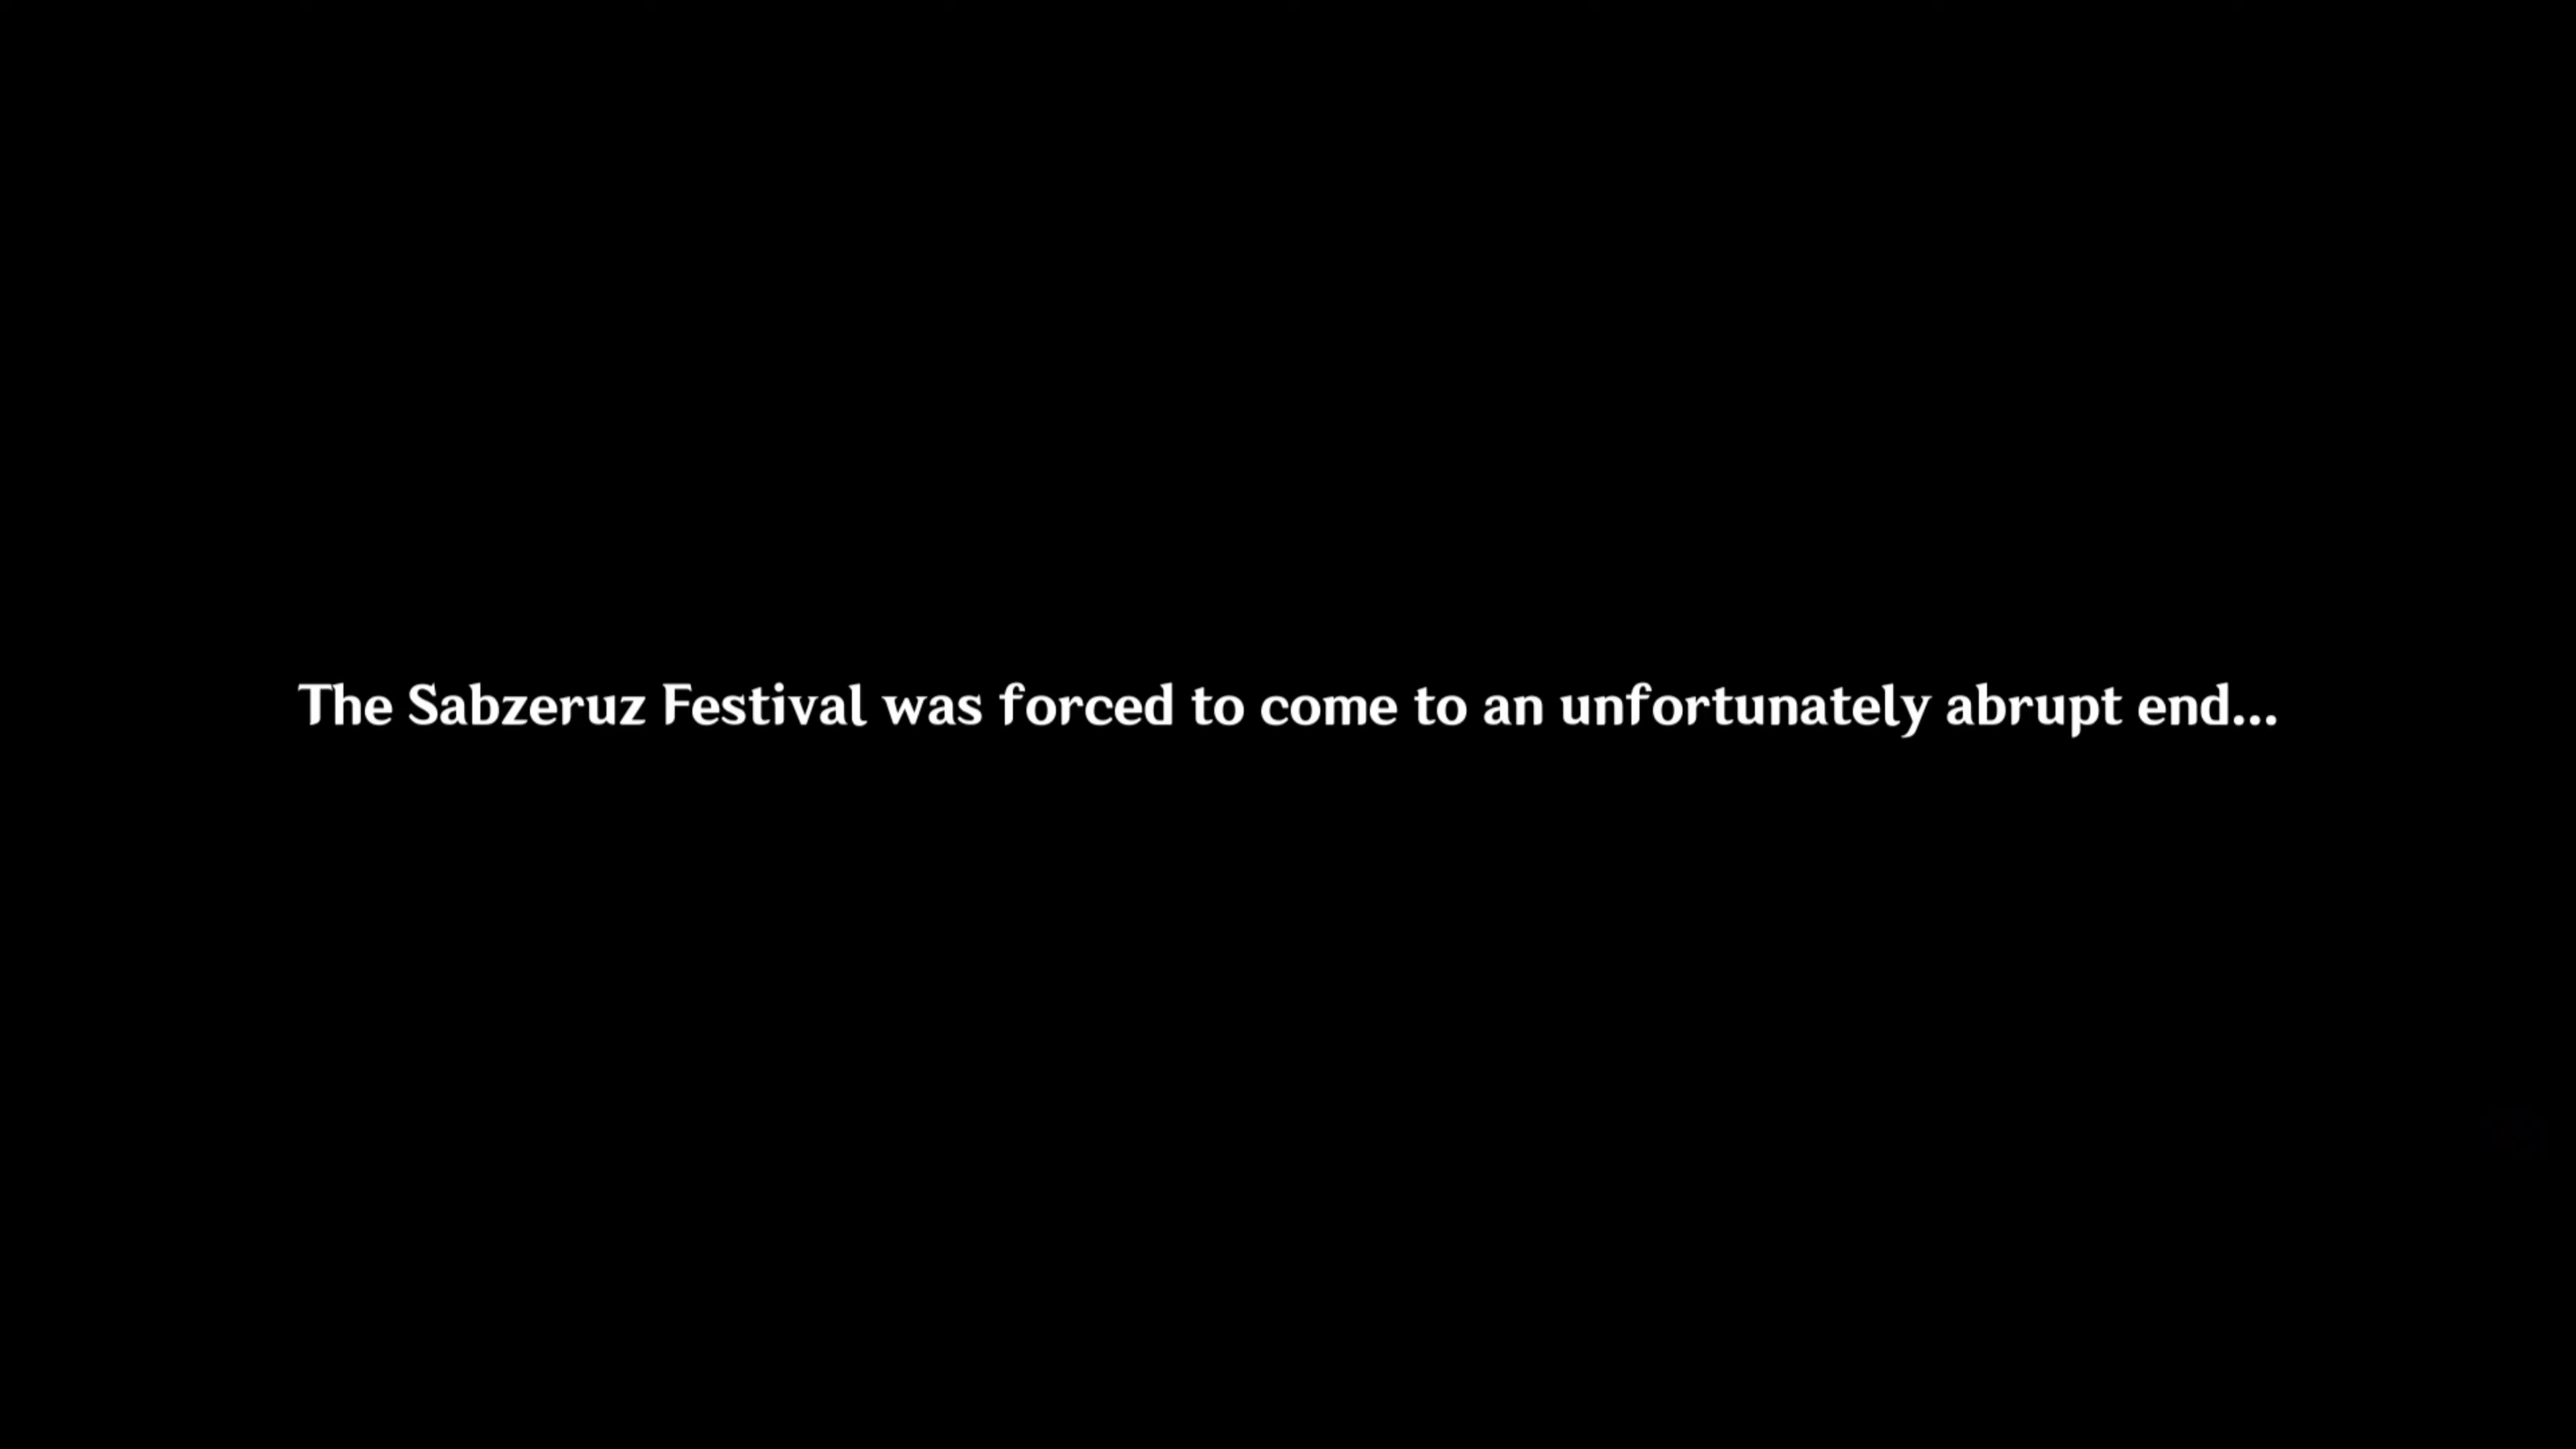 The Sabzeruz Festival was forced to come to an unfortunately abrupt end...